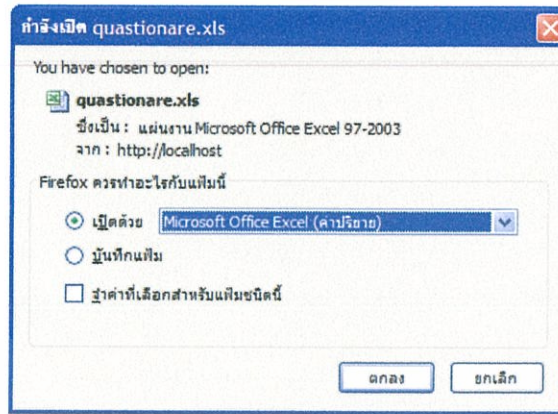 กำลังเปิด quastionare.xls
You have chosen to open:
quastionare.xls
ซึ่งเป็น : แผ่นงาน Microsoft Office Excel 97-2003
จาก : http://localhost
Firefox ควรทำอะไรกับแฟ้มนี้
เปิดด้วย Microsoft Office Excel (ค่าปริยาย)
บันทึกแฟ้ม
จำค่าที่เลือกสำหรับแฟ้มชนิดนี้
ตกลง ยกเลิก